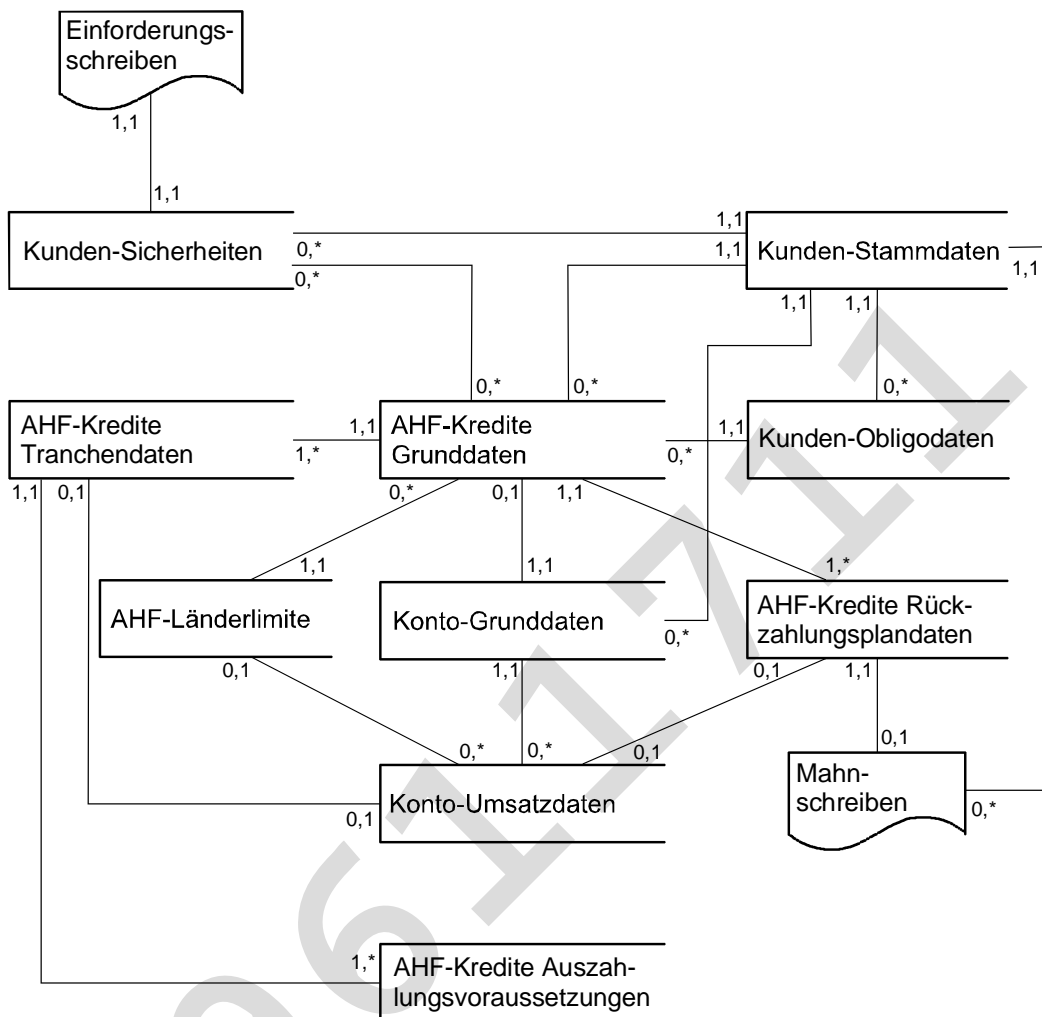 Einforderungs-
schreiben
1,1
1,1
Kunden-Sicherheiten
0,*
0,*
1,1
1,1
Kunden-Stammdaten
1,1
1,1
1,1
0,*
0,*
0,*
AHF-Kredite
Tranchendaten
1,*
1,1
AHF-Kredite
Grunddaten
0,*
1,1
Kunden-Obligodaten
1,1
0,1
0,*
0,1
1,1
1,1
1,1
1,*
AHF-Länderlimite
Konto-Grunddaten
0,*
AHF-Kredite Rück-
zahlungsplandaten
0,1
1,1
0,1
1,1
0,*
0,*
0,1
0,1
Konto-Umsatzdaten
0,1
Mahn-
schreiben
0,*
1,*
AHF-Kredite Auszah-
lungsvoraussetzungen
961171 1